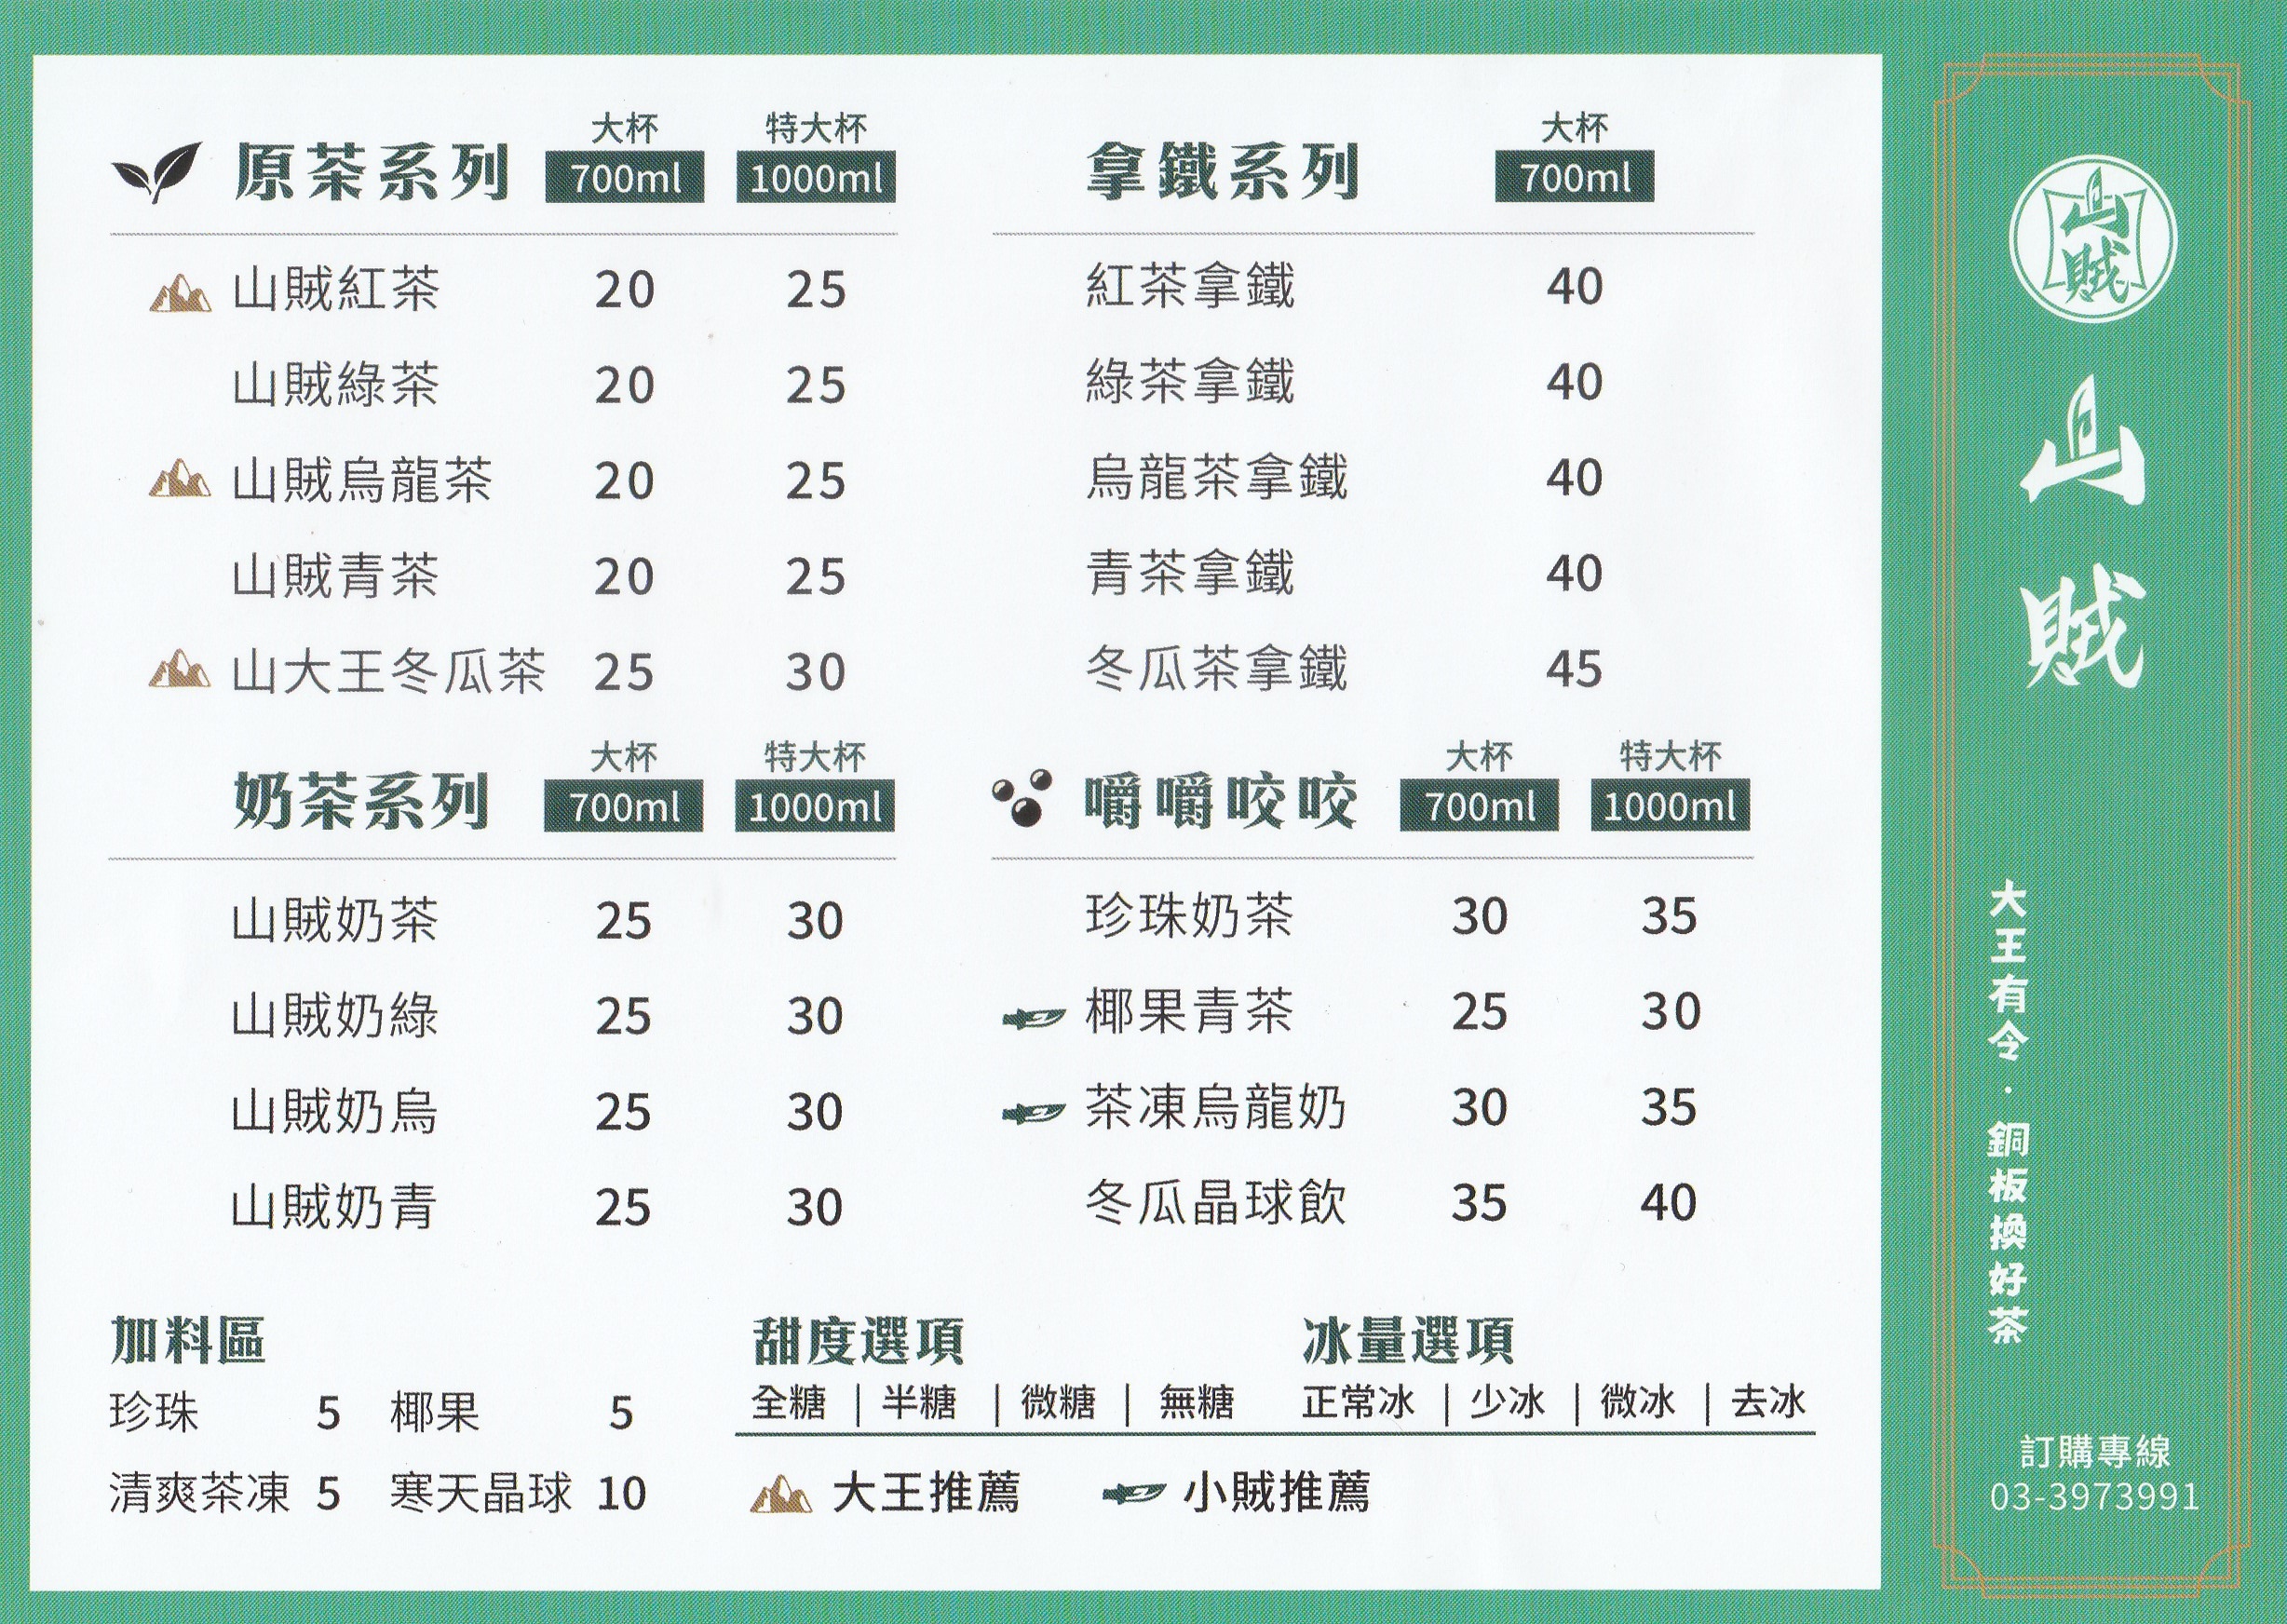 原茶系列 大杯 700ml 特大杯 1000ml
山賊紅茶 20 25
山賊綠茶 20 25
山賊烏龍茶 20 25
山賊青茶 20 25
山大王冬瓜茶 25 30
拿鐵系列 大杯 700ml
紅茶拿鐵 40
綠茶拿鐵 40
烏龍茶拿鐵 40
青茶拿鐵 40
冬瓜茶拿鐵 45
奶茶系列 大杯 700ml 特大杯 1000ml
山賊奶茶 25 30
山賊奶綠 25 30
山賊奶烏 25 30
山賊奶青 25 30
嚼嚼咬咬 大杯 700ml 特大杯 1000ml
珍珠奶茶 30 35
椰果青茶 25 30
茶凍烏龍奶 30 35
冬瓜晶球飲 35 40
加料區
珍珠 5 椰果 5
清爽茶凍 5 寒天晶球 10
甜度選項
全糖 | 半糖 | 微糖 | 無糖
冰量選項
正常冰 | 少冰 | 微冰 | 去冰
大王推薦 小賊推薦
山賊
山賊
大王有令·銅板換好茶
訂購專線
03-3973991